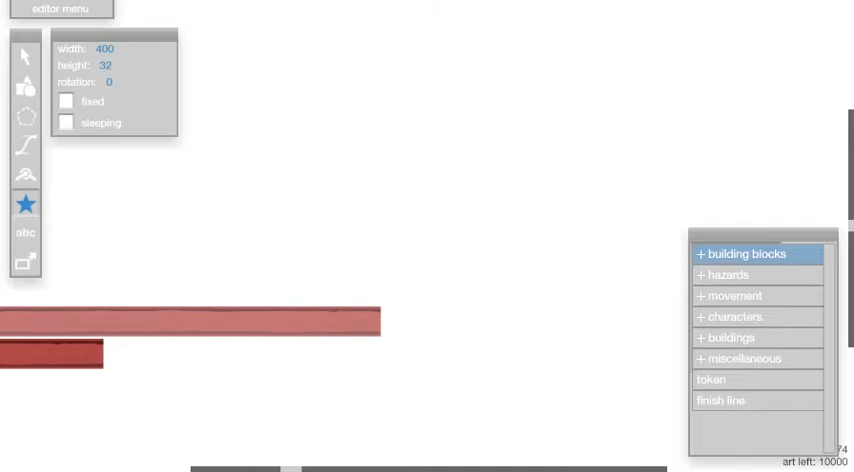 editor menu
width: 400
height: 32
rotation: 0
fixed
sleeping
abc
+ building blocks
+ hazards
+ movement
+ characters
+ buildings
+ miscellaneous
token
finish line
74
art left: 10000